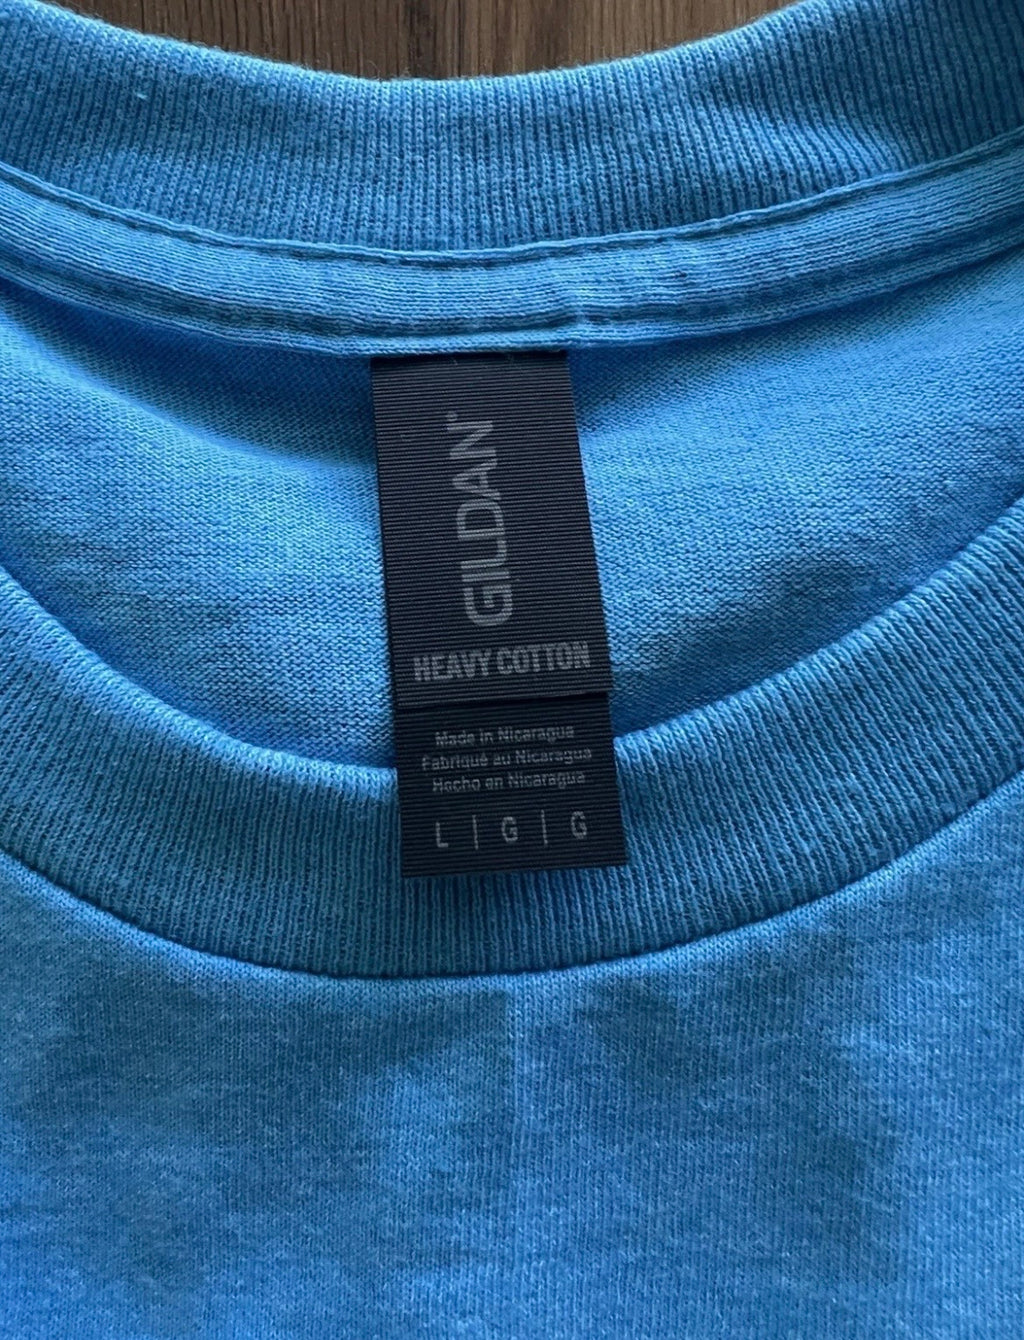 GILDAN®
HEAVY COTTON
Made in Nicaragua
Fabriqué au Nicaragua
Hecho en Nicaragua
L | G | G